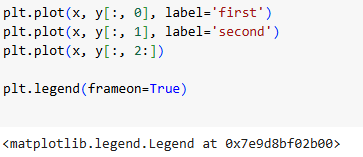 plt.plot(x, y[:, 0], label='first')
plt.plot(x, y[:, 1], label='second')
plt.plot(x, y[:, 2:])
plt.legend(frameon=True)
<matplotlib.legend.Legend at 0x7e9d8bf02b00>